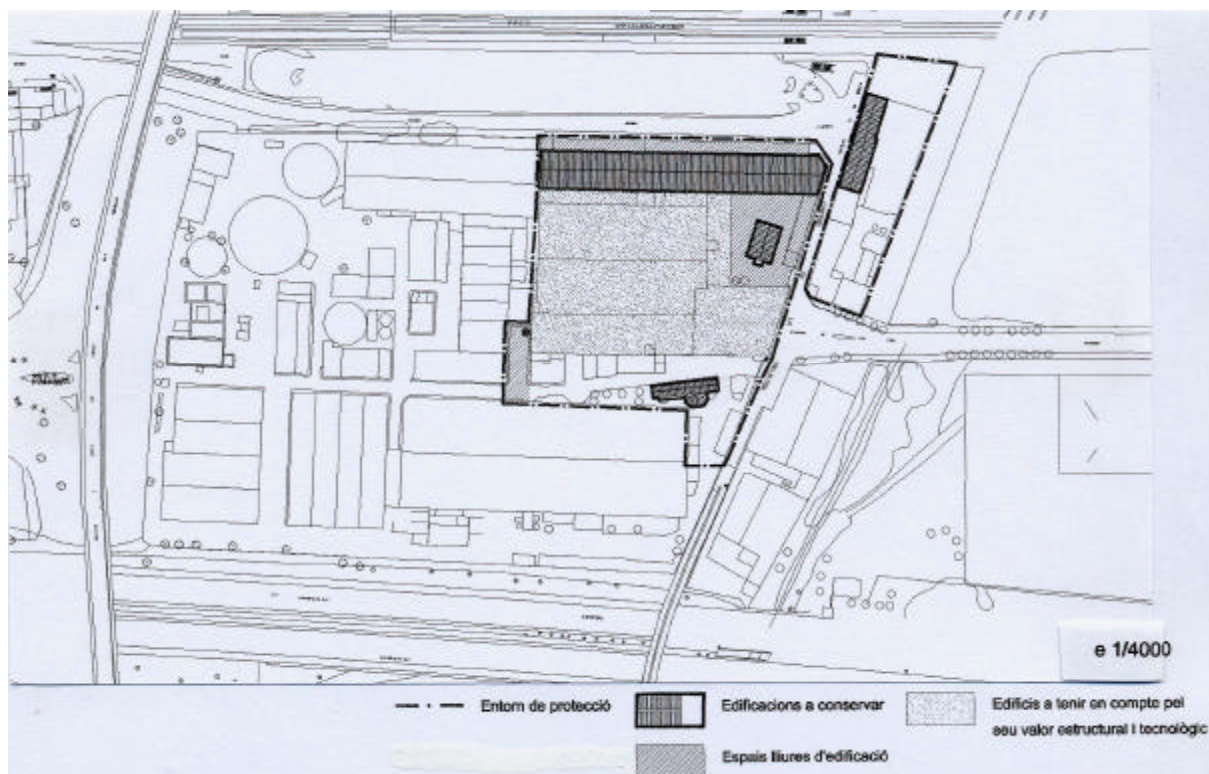 e 1/4000
Entorn de protecció
Edificacions a conservar
Edificis a tenir en compte pel
seu valor estructural i tecnològic
Espais lliures d'edificació